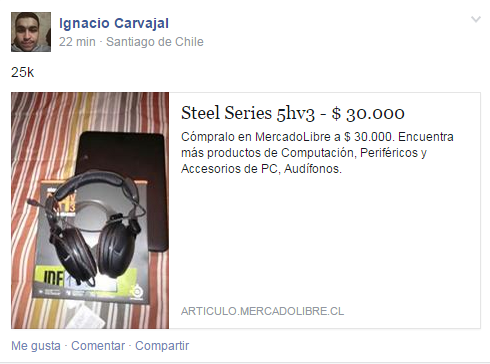 Ignacio Carvajal
22 min · Santiago de Chile
25k
Steel Series 5hv3 - $ 30.000
Cómpralo en MercadoLibre a $ 30.000. Encuentra
más productos de Computación, Periféricos y
Accesorios de PC, Audífonos.
ARTICULO.MERCADOLIBRE.CL
Me gusta · Comentar · Compartir